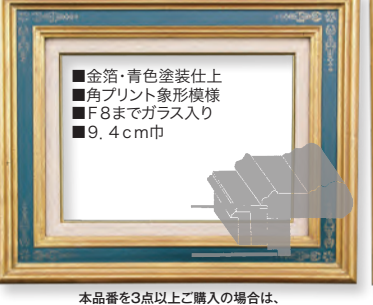 ■金箔・青色塗装仕上
■角プリント象形模様
■F8までガラス入り
■9.4cm巾
本品番を3点以上ご購入の場合は、